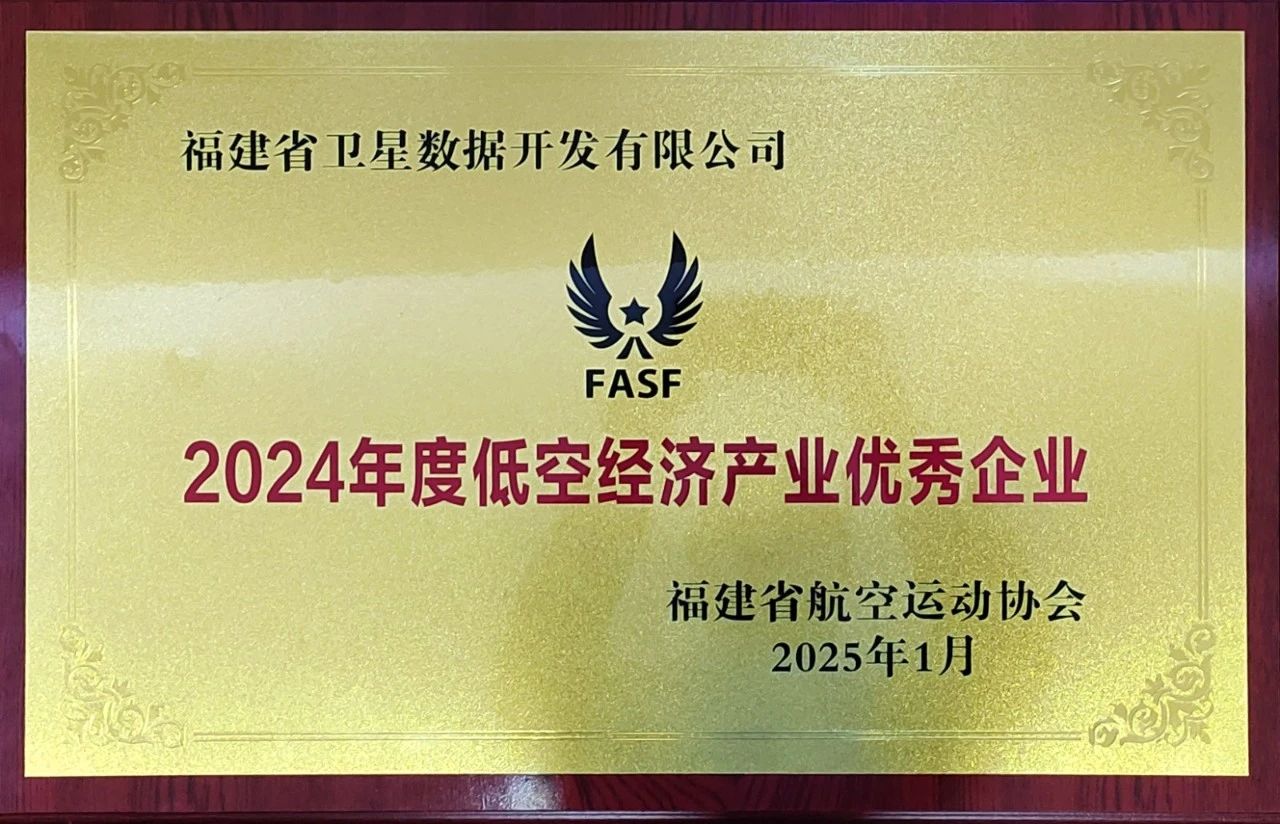 福建省卫星数据开发有限公司
FASF
2024年度低空经济产业优秀企业
福建省航空运动协会
2025年1月